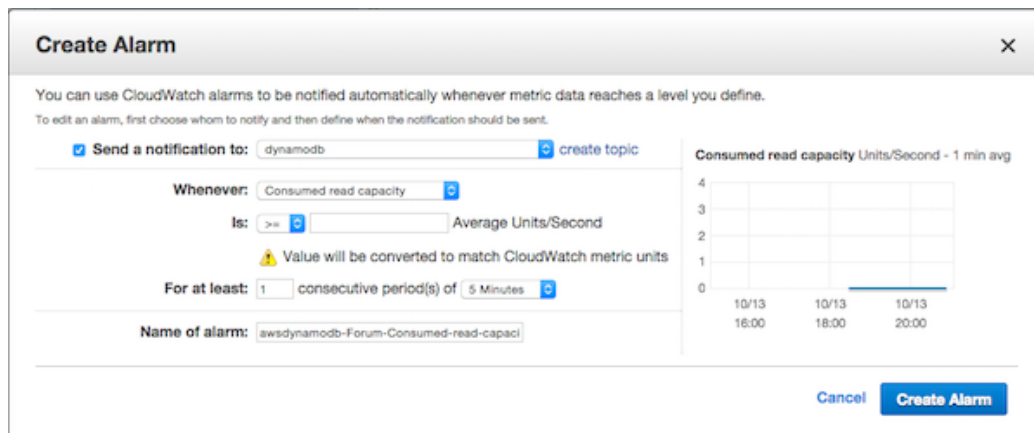 Create Alarm
×
You can use CloudWatch alarms to be notified automatically whenever metric data reaches a level you define.
To edit an alarm, first choose whom to notify and then define when the notification should be sent.
Send a notification to: dynamodb create topic
Whenever: Consumed read capacity
Is: >= Average Units/Second
Value will be converted to match CloudWatch metric units
For at least: 1 consecutive period(s) of 5 Minutes
Name of alarm: awsdynamodb-Forum-Consumed-read-capaci
Consumed read capacity Units/Second - 1 min avg
4
3
2
1
0
10/13 10/13 10/13
16:00 18:00 20:00
Cancel Create Alarm